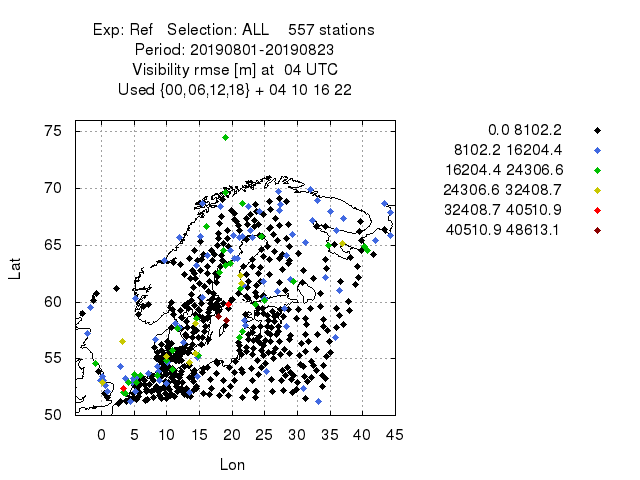 Exp: Ref   Selection: ALL    557 stations
Period: 20190801-20190823
Visibility rmse [m] at  04 UTC
Used {00,06,12,18} + 04 10 16 22
0.0 8102.2
8102.2 16204.4
16204.4 24306.6
24306.6 32408.7
32408.7 40510.9
40510.9 48613.1
75
70
65
60
55
50
Lat
0 5 10 15 20 25 30 35 40 45
Lon